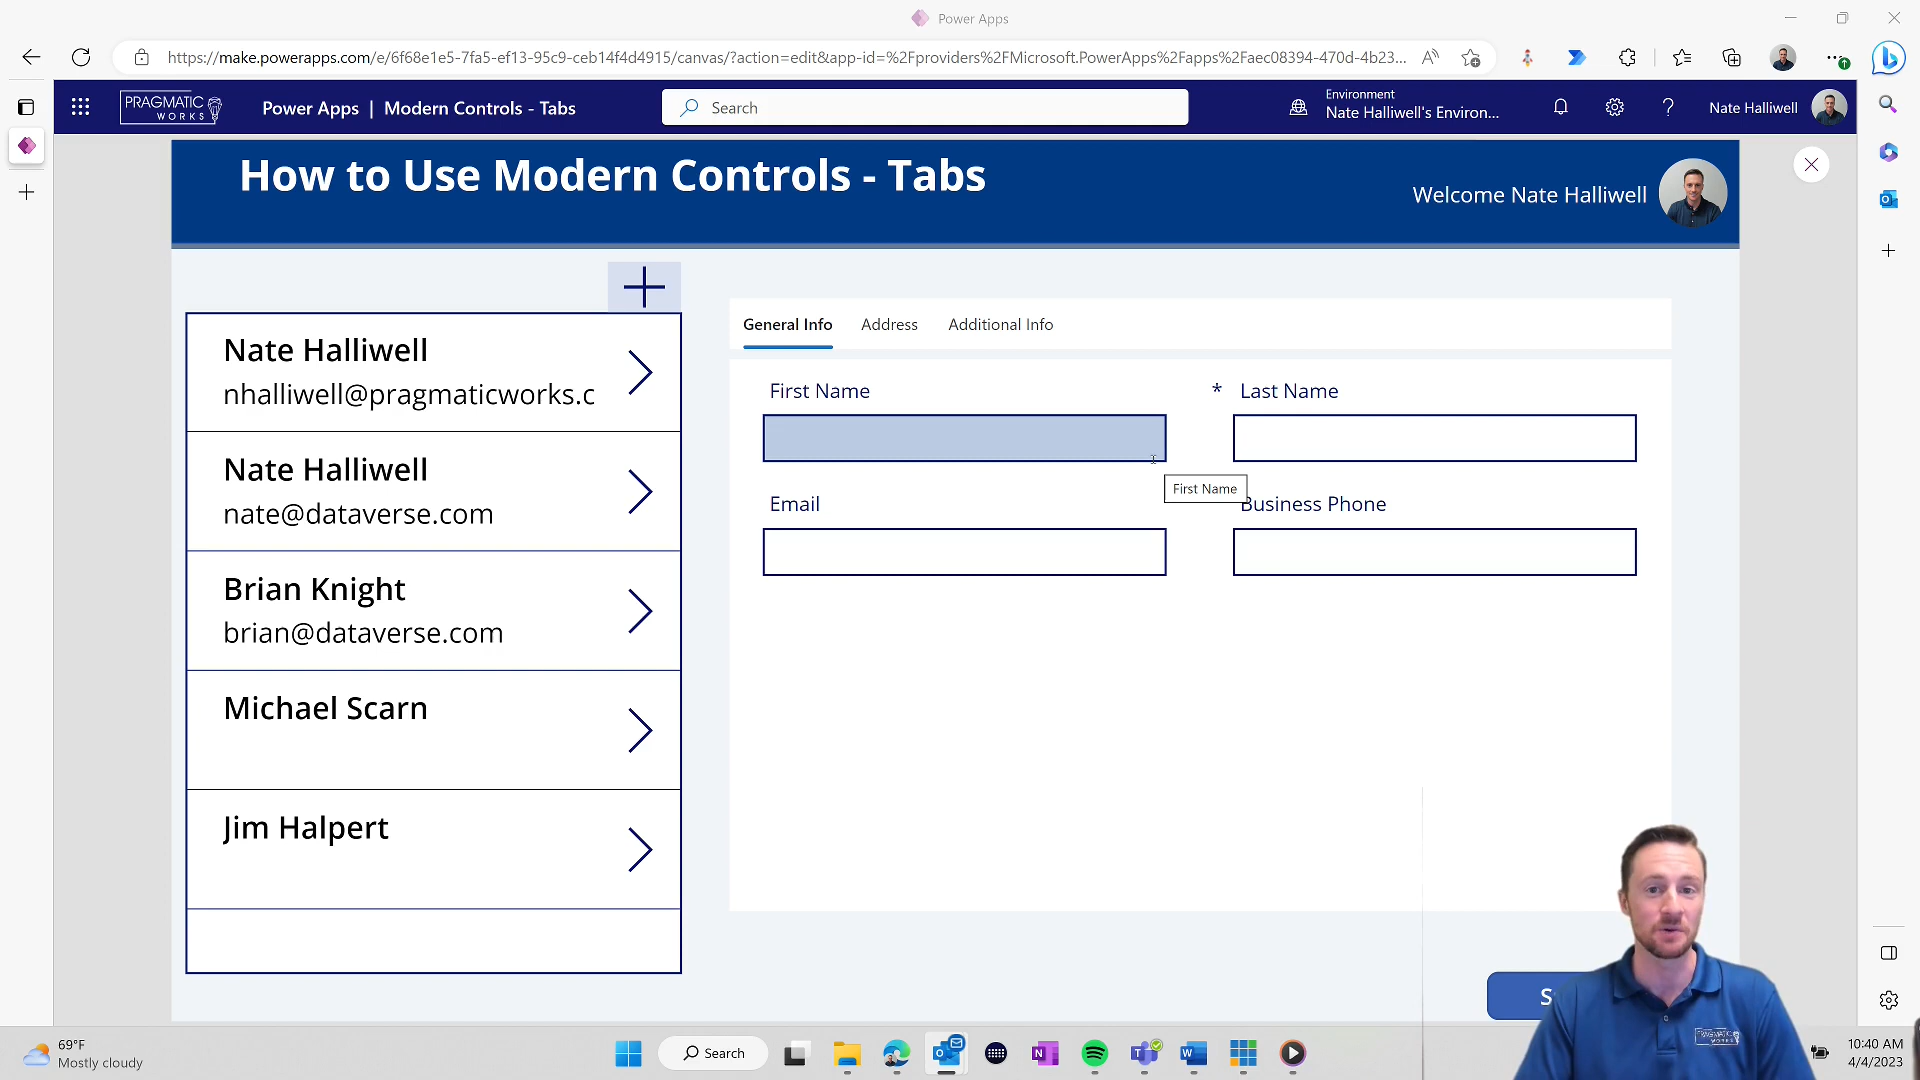 Power Apps
https://make.powerapps.com/e/6f68e1e5-7fa5-ef13-95c9-ceb14f4d4915/canvas/?action=edit&app-id=%2Fproviders%2FMicrosoft.PowerApps%2Fapps%2Faec08394-470d-4b23...
PRAGMATIC
WORKS
Power Apps | Modern Controls - Tabs
Search
Environment
Nate Halliwell's Environ...
Nate Halliwell
How to Use Modern Controls - Tabs
Welcome Nate Halliwell
General Info Address Additional Info
Nate Halliwell
nhalliwell@pragmaticworks.c
Nate Halliwell
nate@dataverse.com
Brian Knight
brian@dataverse.com
Michael Scarn
Jim Halpert
First Name
* Last Name
First Name
Email
Business Phone
69°F
Mostly cloudy
Search
10:40 AM
4/4/2023
PRAGMATIC
WORKS